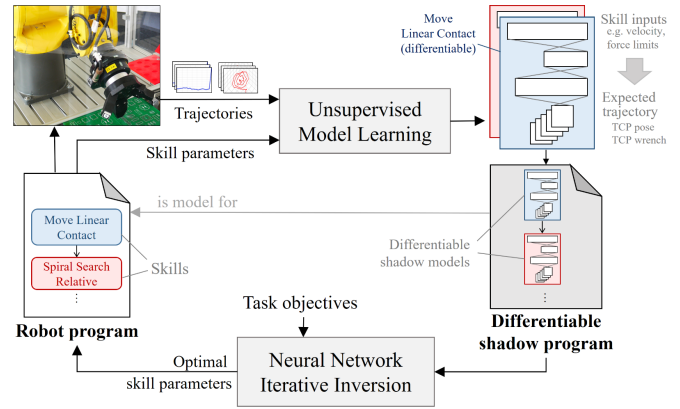 Move
Linear Contact
(differentiable)
Skill inputs
e.g. velocity,
force limits
Expected
trajectory
TCP pose
TCP wrench
Trajectories
Skill parameters
Unsupervised
Model Learning
is model for
Move Linear
Contact
Spiral Search
Relative
Skills
Robot program
Differentiable
shadow models
Differentiable
shadow program
Task objectives
Neural Network
Iterative Inversion
Optimal
skill parameters